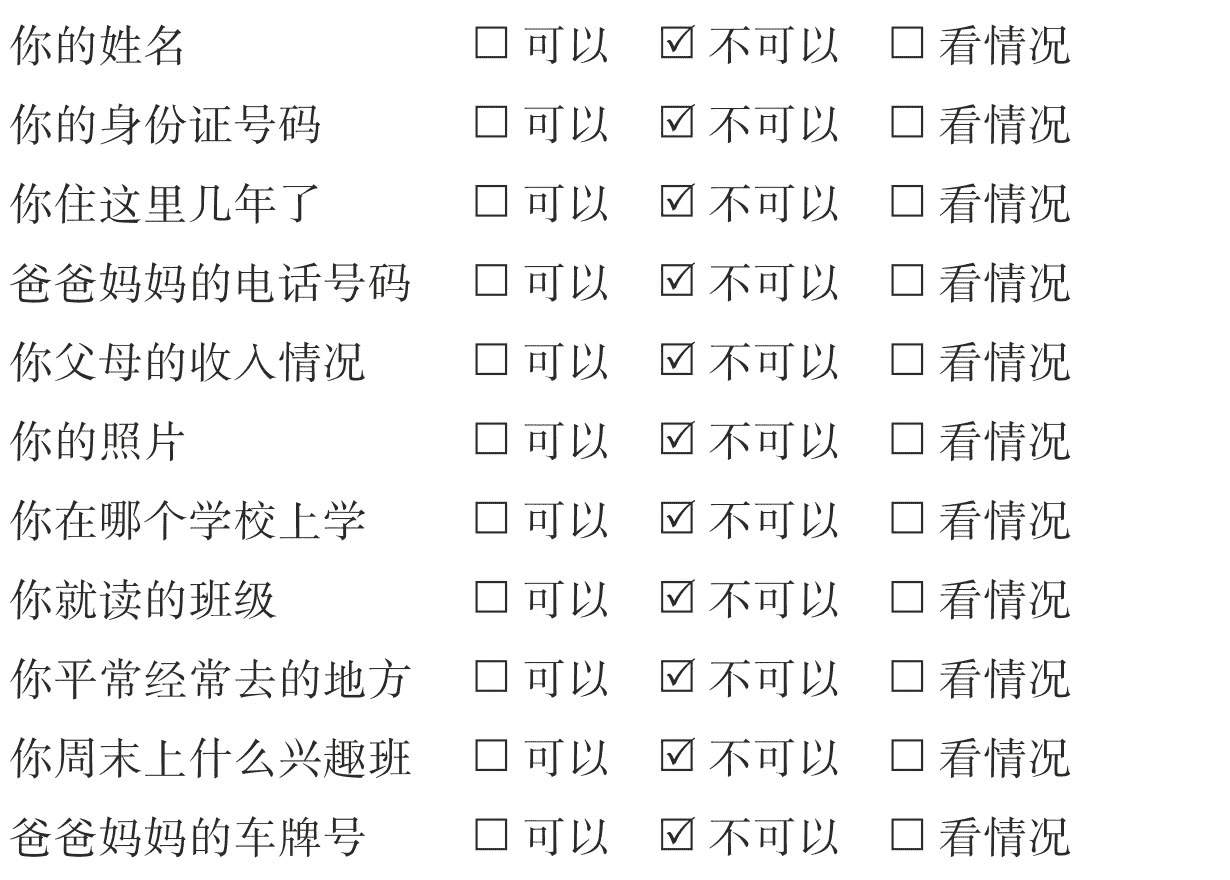 你的姓名 ☐ 可以 ☑ 不可以 ☐ 看情况
你的身份证号码 ☐ 可以 ☑ 不可以 ☐ 看情况
你住这里几年了 ☐ 可以 ☑ 不可以 ☐ 看情况
爸爸妈妈的电话号码 ☐ 可以 ☑ 不可以 ☐ 看情况
你父母的收入情况 ☐ 可以 ☑ 不可以 ☐ 看情况
你的照片 ☐ 可以 ☑ 不可以 ☐ 看情况
你在哪个学校上学 ☐ 可以 ☑ 不可以 ☐ 看情况
你就读的班级 ☐ 可以 ☑ 不可以 ☐ 看情况
你平常经常去的地方 ☐ 可以 ☑ 不可以 ☐ 看情况
你周末上什么兴趣班 ☐ 可以 ☑ 不可以 ☐ 看情况
爸爸妈妈的车牌号 ☐ 可以 ☑ 不可以 ☐ 看情况